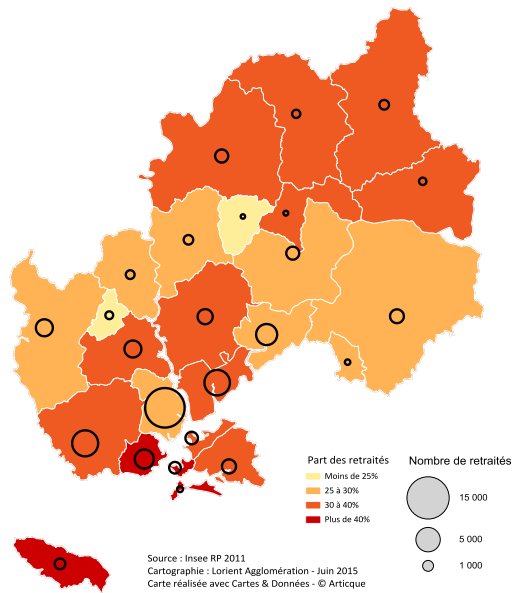 Part des retraités
Moins de 25%
25 à 30%
30 à 40%
Plus de 40%
Nombre de retraités
15 000
5 000
1 000
Source : Insee RP 2011
Cartographie : Lorient Agglomération - Juin 2015
Carte réalisée avec Cartes & Données - © Articque